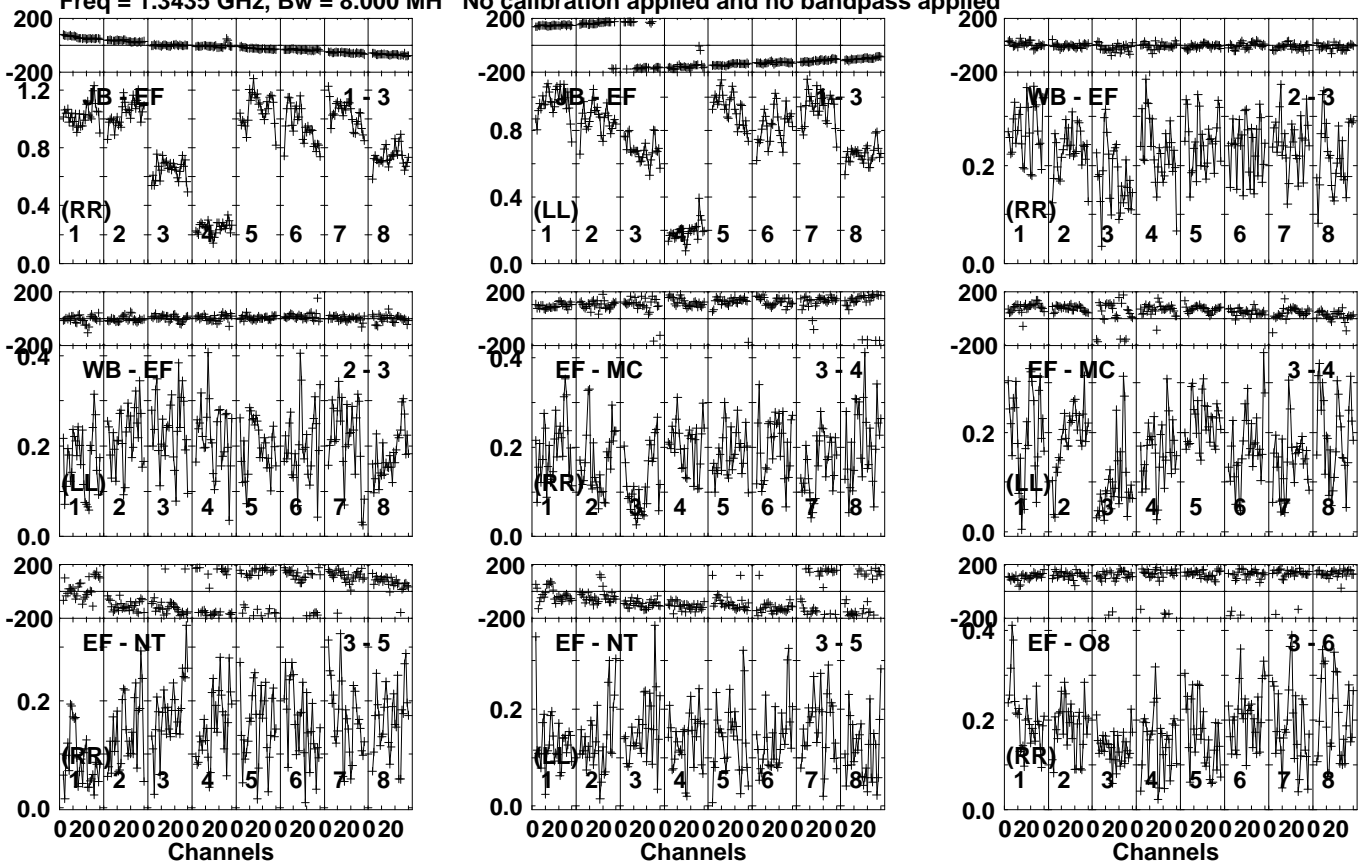 Freq = 1.3435 GHz, Bw = 8.000 MH No calibration applied and no bandpass applied
200
-200
1.2
0.8
0.4
0.0
JB - EF 1 - 3
(RR)
1 2 3 4 5 6 7 8
200
-200
0.8
0.4
0.0
JB - EF 1 - 3
(LL)
1 2 3 4 5 6 7 8
200
-200
0.2
0.0
WB - EF 2 - 3
(RR)
1 2 3 4 5 6 7 8
200
-200
0.4
0.2
0.0
WB - EF 2 - 3
(LL)
1 2 3 4 5 6 7 8
200
-200
0.4
0.2
0.0
EF - MC 3 - 4
(RR)
1 2 3 4 5 6 7 8
200
-200
0.2
0.0
EF - MC 3 - 4
(LL)
1 2 3 4 5 6 7 8
200
-200
0.2
0.0
EF - NT 3 - 5
(RR)
1 2 3 4 5 6 7 8
0 20 0 20 0 20 0 20 0 20 0 20 0 20 0 20
Channels
200
-200
0.2
0.0
EF - NT 3 - 5
(LL)
1 2 3 4 5 6 7 8
0 20 0 20 0 20 0 20 0 20 0 20 0 20 0 20
Channels
200
-200
0.4
0.2
0.0
EF - O8 3 - 6
(RR)
1 2 3 4 5 6 7 8
0 20 0 20 0 20 0 20 0 20 0 20 0 20 0 20
Channels